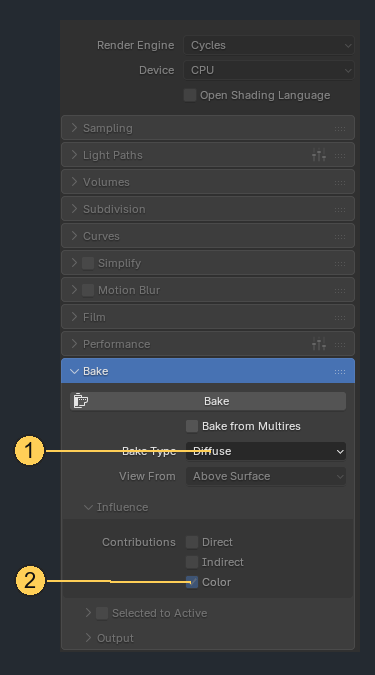 Render Engine Cycles
Device CPU
Open Shading Language
Sampling
Light Paths
Volumes
Subdivision
Curves
Simplify
Motion Blur
Film
Performance
Bake
Bake
Bake from Multires
1 Bake Type Diffuse
View From Above Surface
Influence
Contributions Direct
Indirect
2 Color
Selected to Active
Output